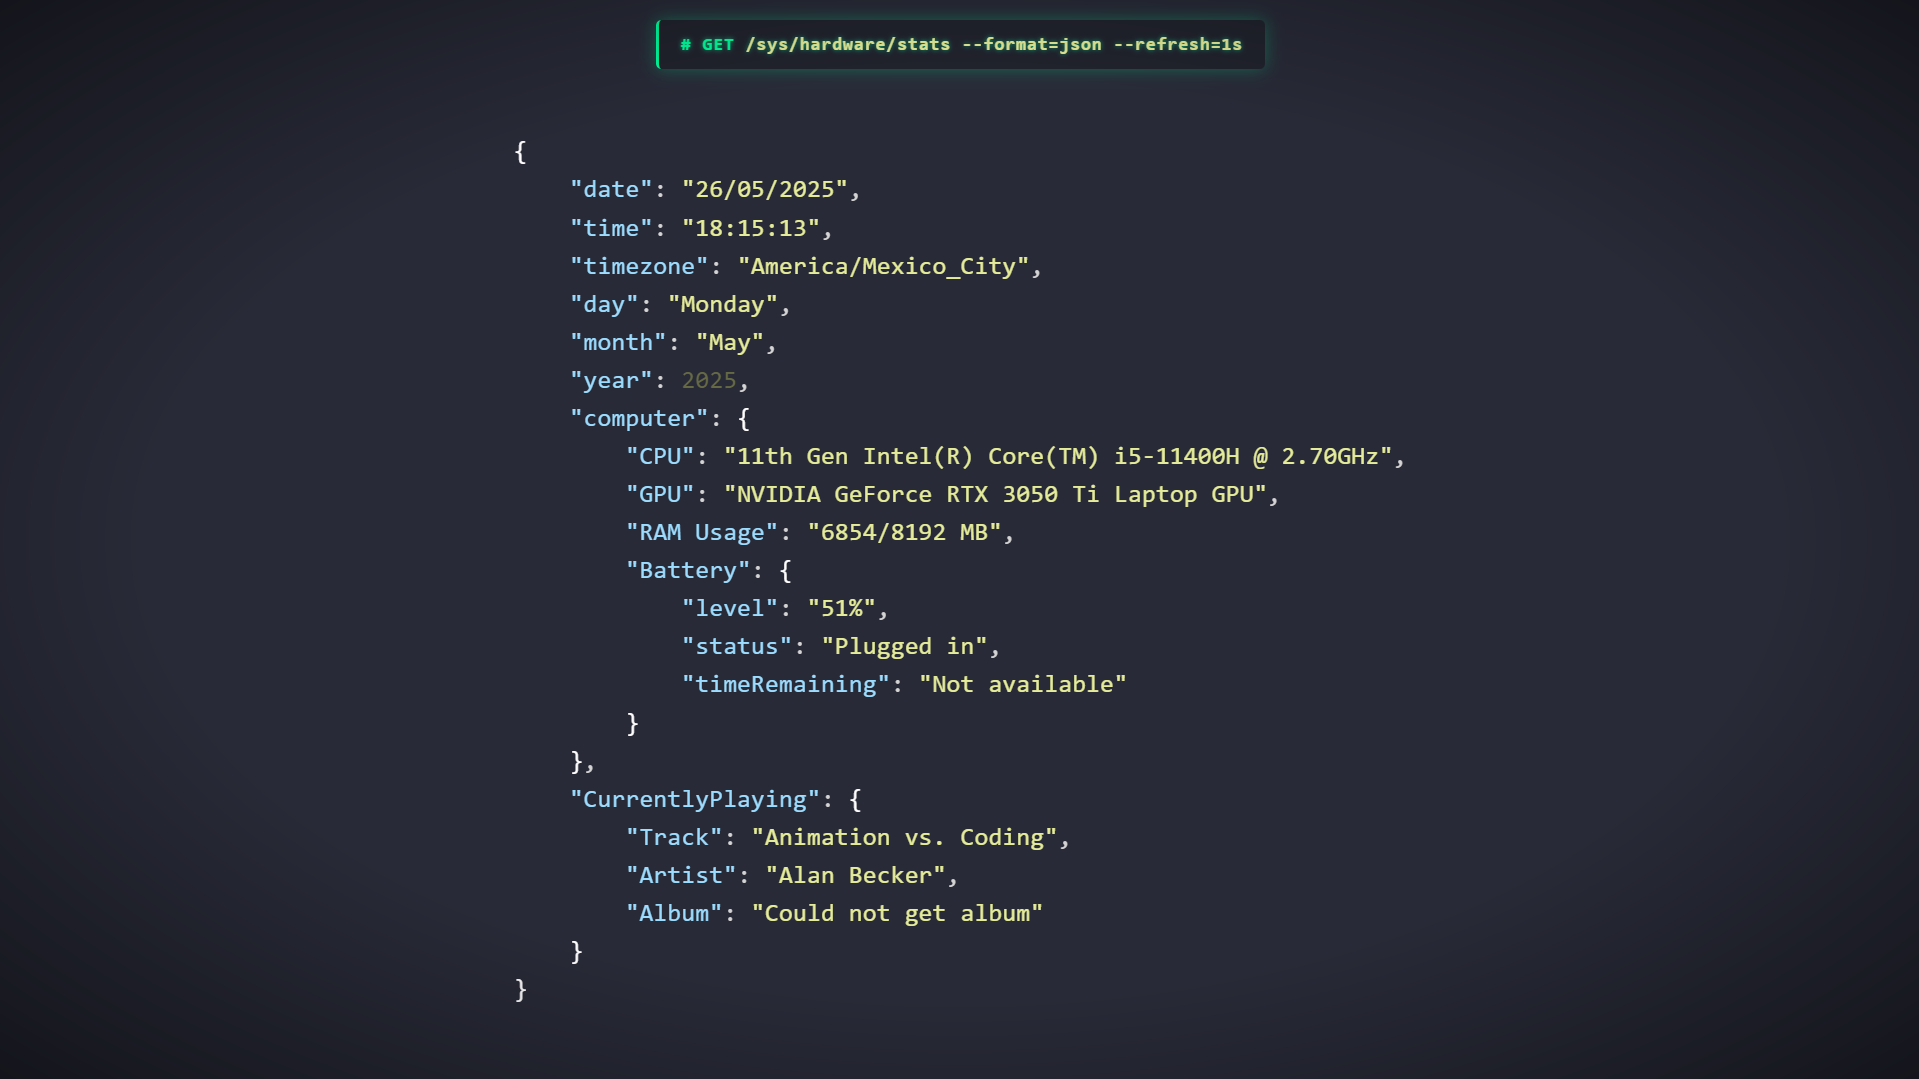 # GET /sys/hardware/stats --format=json --refresh=1s
{
    "date": "26/05/2025",
    "time": "18:15:13",
    "timezone": "America/Mexico_City",
    "day": "Monday",
    "month": "May",
    "year": 2025,
    "computer": {
        "CPU": "11th Gen Intel(R) Core(TM) i5-11400H @ 2.70GHz",
        "GPU": "NVIDIA GeForce RTX 3050 Ti Laptop GPU",
        "RAM Usage": "6854/8192 MB",
        "Battery": {
            "level": "51%",
            "status": "Plugged in",
            "timeRemaining": "Not available"
        }
    },
    "CurrentlyPlaying": {
        "Track": "Animation vs. Coding",
        "Artist": "Alan Becker",
        "Album": "Could not get album"
    }
}